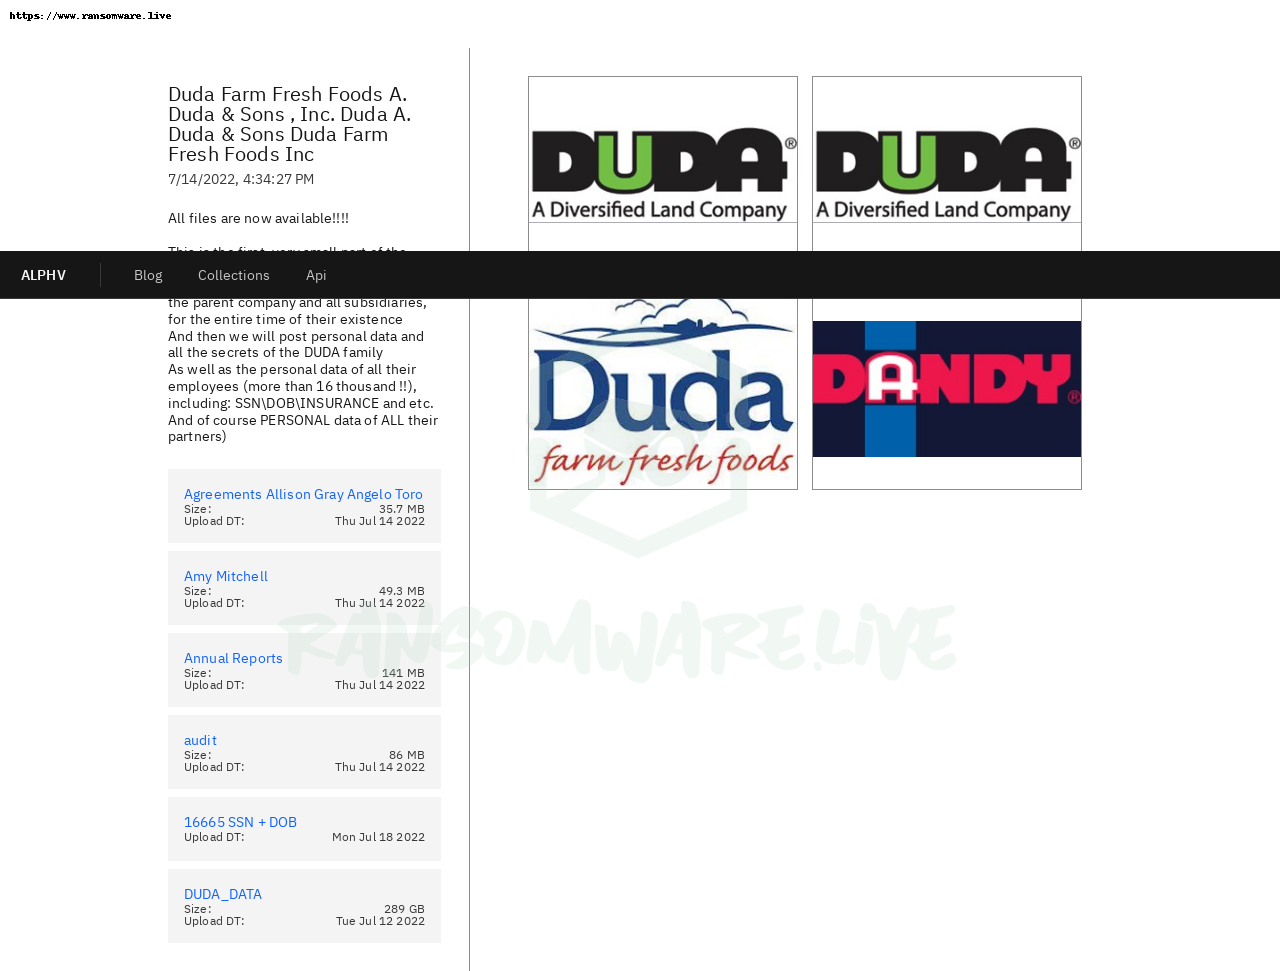 https://www.ransomware.live
Duda Farm Fresh Foods A.
Duda & Sons , Inc. Duda A.
Duda & Sons Duda Farm
Fresh Foods Inc
7/14/2022, 4:34:27 PM
All files are now available!!!!
This is the first, very small part of the
ALPHV
Blog
Collections
Api
the parent company and all subsidiaries,
for the entire time of their existence
And then we will post personal data and
all the secrets of the DUDA family
As well as the personal data of all their
employees (more than 16 thousand !!),
including: SSN\DOB\INSURANCE and etc.
And of course PERSONAL data of ALL their
partners)
Agreements Allison Gray Angelo Toro
Size: 35.7 MB
Upload DT: Thu Jul 14 2022
Amy Mitchell
Size: 49.3 MB
Upload DT: Thu Jul 14 2022
Annual Reports
Size: 141 MB
Upload DT: Thu Jul 14 2022
audit
Size: 86 MB
Upload DT: Thu Jul 14 2022
16665 SSN + DOB
Upload DT: Mon Jul 18 2022
DUDA_DATA
Size: 289 GB
Upload DT: Tue Jul 12 2022
DUDA®
A Diversified Land Company
DUDA®
A Diversified Land Company
Duda
farm fresh foods
DANDY®
RANSOMWARE.LIVE